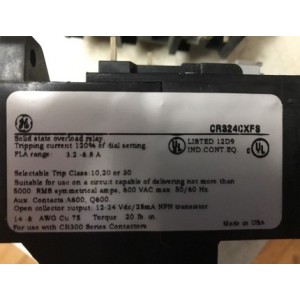 GE
CR324CXFS
Solid state overload relay
Tripping current 120% of dial setting.
FLA range: 3.2-6.8 A
UL LISTED 12D9
IND. CONT. EQ.
C UL
Selectable Trip Class: 10,20 or 30
Suitable for use on a circuit capable of delivering not more than
5000 RMS symmetrical amps, 600 VAC max. 50/60 Hz
Aux. Contacts: A600, Q600
Open collector output: 12-24 Vdc/25mA NPN transistor
14-8 AWG Cu 75 Torque 20 lb. in.
For use with CR300 Series Contactors
Made in USA